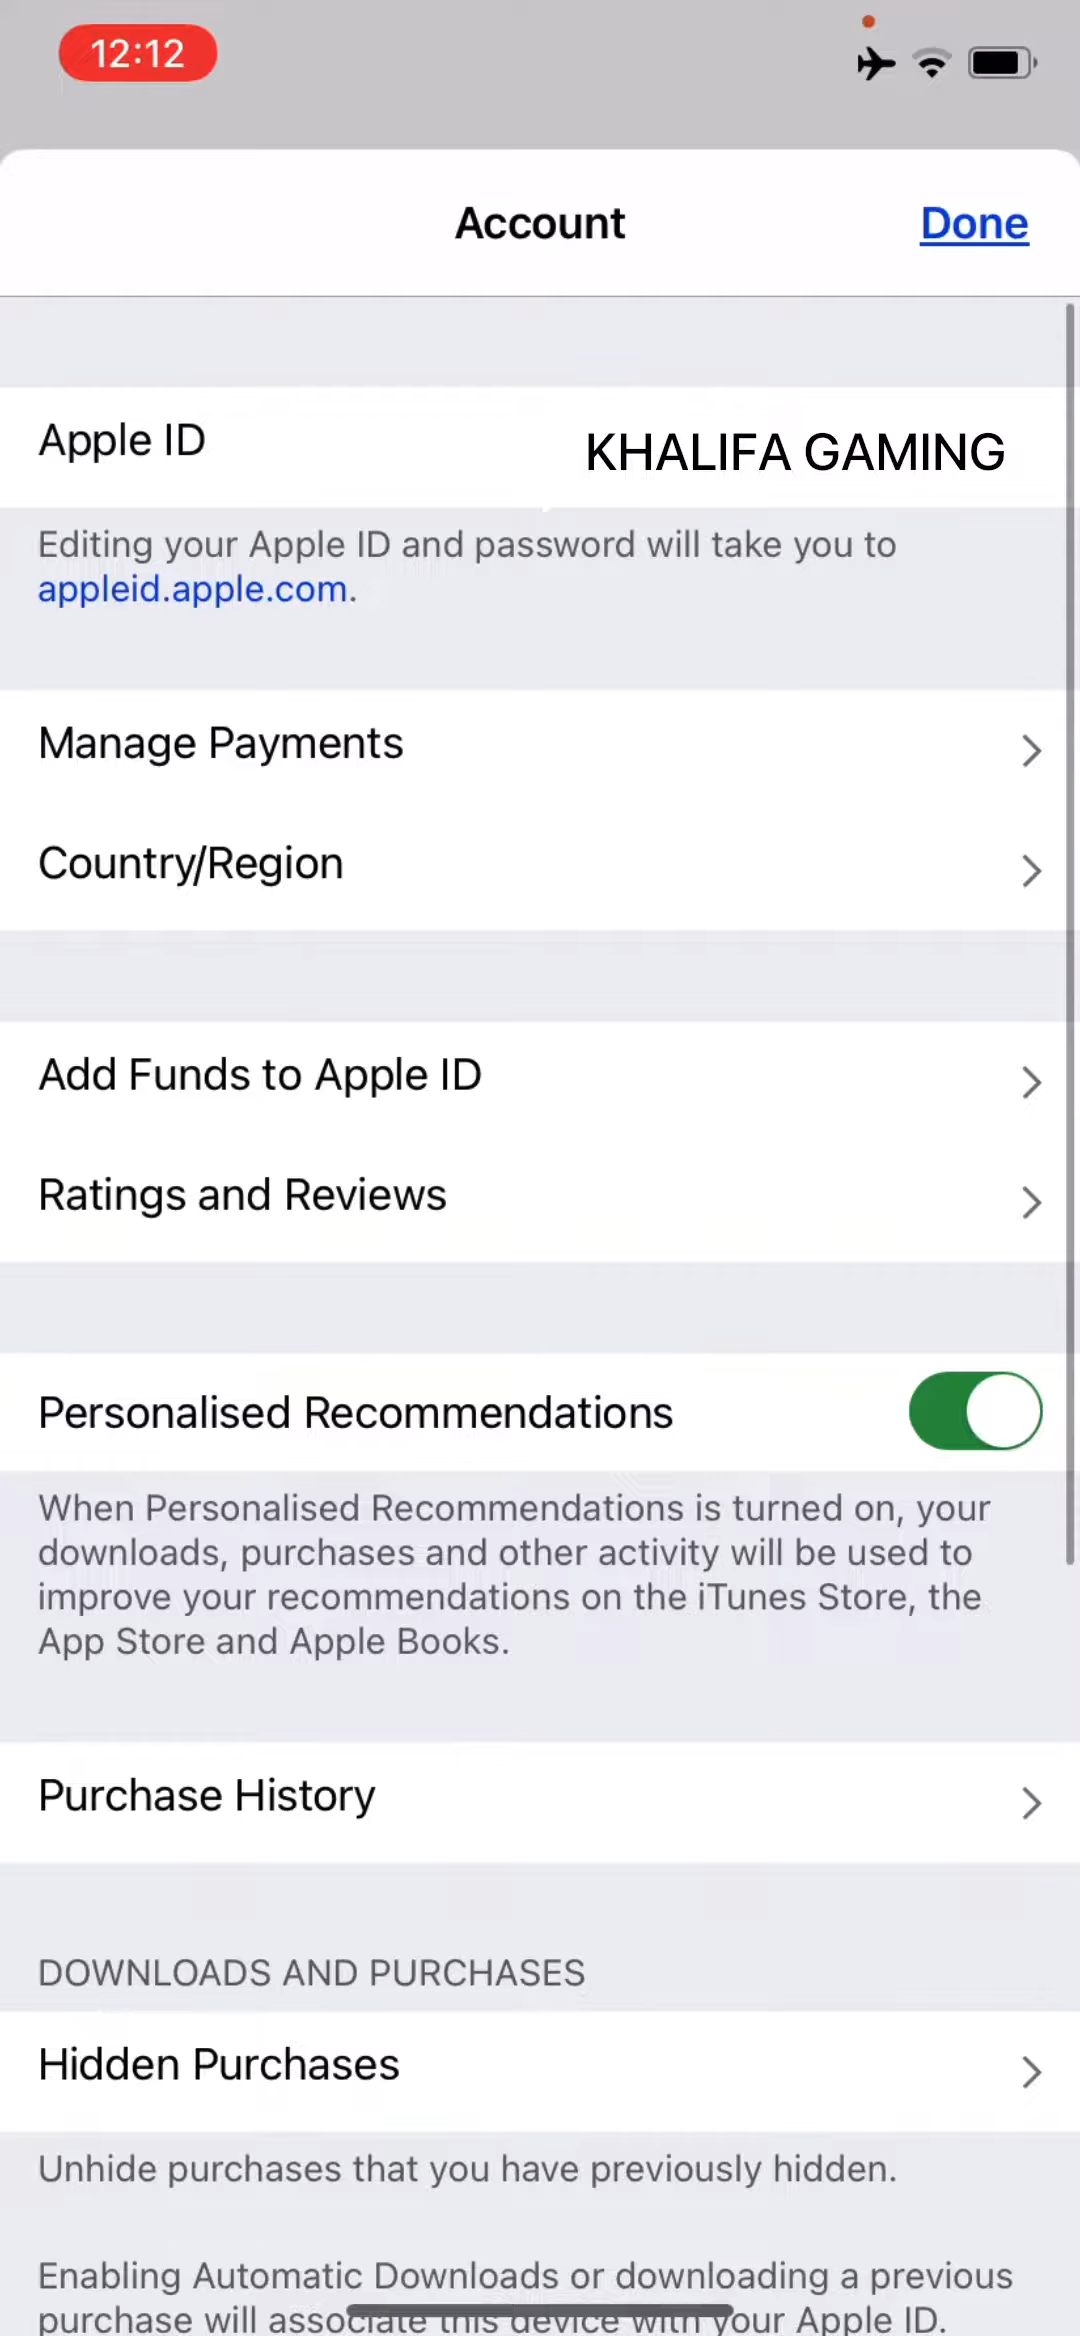 12:12
Account
Done
Apple ID
KHALIFA GAMING
Editing your Apple ID and password will take you to
appleid.apple.com.
Manage Payments
Country/Region
Add Funds to Apple ID
Ratings and Reviews
Personalised Recommendations
When Personalised Recommendations is turned on, your
downloads, purchases and other activity will be used to
improve your recommendations on the iTunes Store, the
App Store and Apple Books.
Purchase History
DOWNLOADS AND PURCHASES
Hidden Purchases
Unhide purchases that you have previously hidden.
Enabling Automatic Downloads or downloading a previous
purchase will associate this device with your Apple ID.